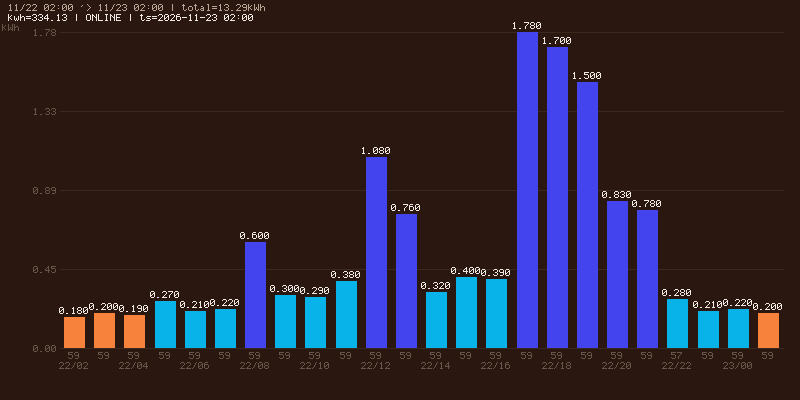 11/22 02:00 -> 11/23 02:00 | total=13.29kWh
Kwh=334.13 | ONLINE | ts=2026-11-23 02:00
kWh
1.78
1.33
0.89
0.45
0.00
0.180 0.200 0.190 0.270 0.210 0.220 0.600 0.300 0.290 0.380 1.080 0.760 0.320 0.400 0.390 1.780 1.700 1.500 0.830 0.780 0.280 0.210 0.220 0.200
59 59 59 59 59 59 59 59 59 59 59 59 59 59 59 59 59 59 59 59 57 59 59 59
22/02 22/04 22/06 22/08 22/10 22/12 22/14 22/16 22/18 22/20 22/22 23/00